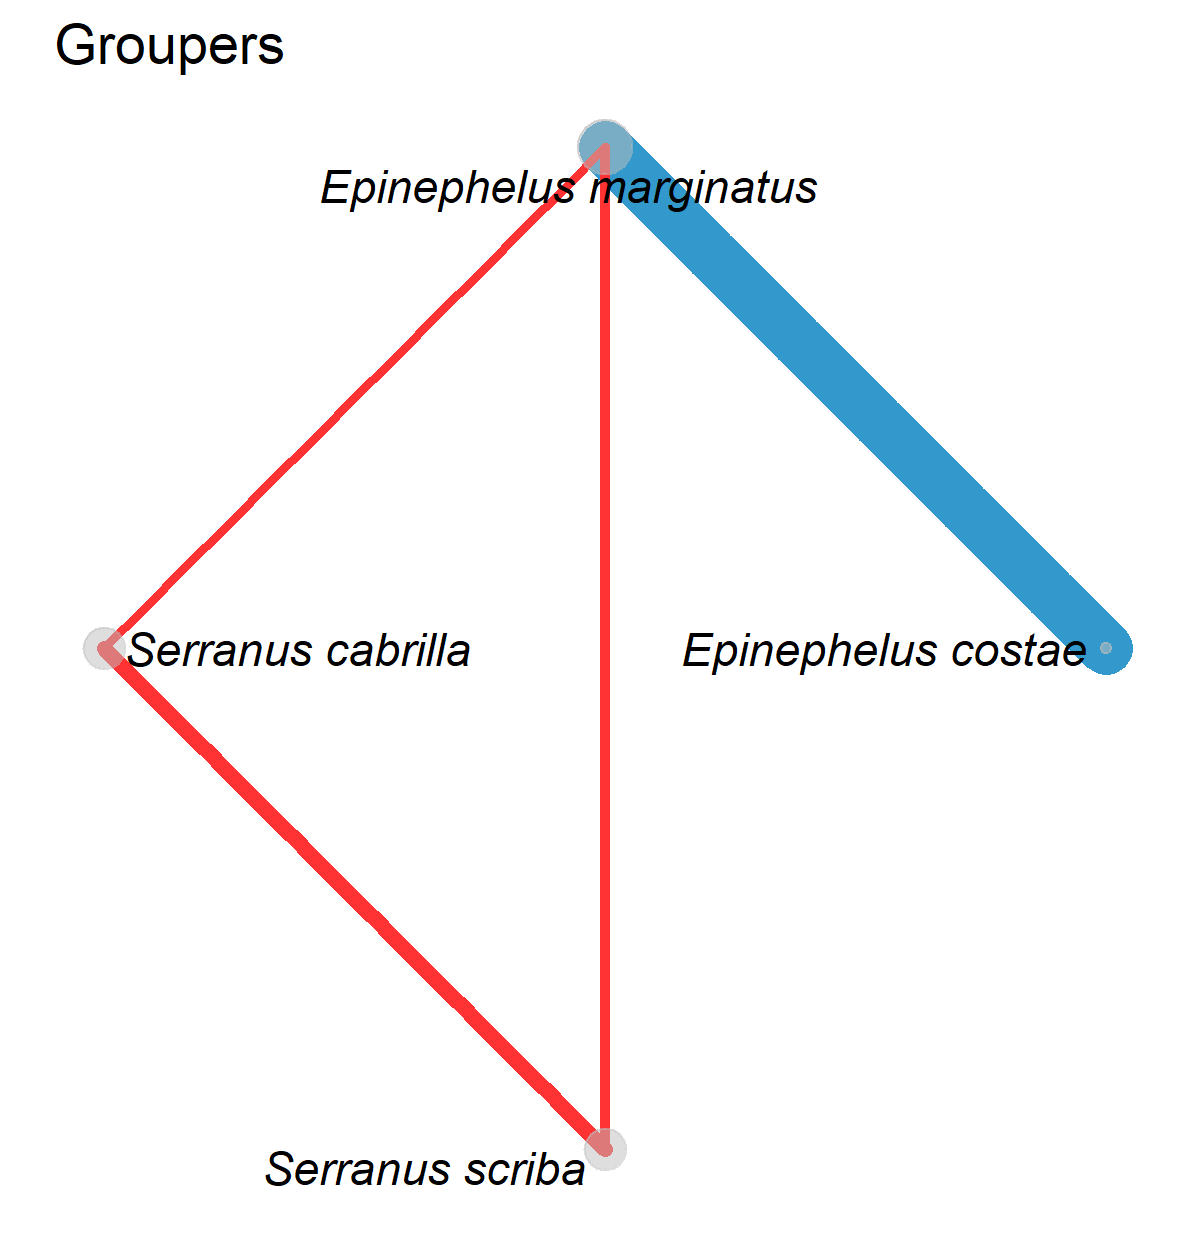 Groupers
Epinephelus marginatus
Serranus cabrilla
Epinephelus costae
Serranus scriba